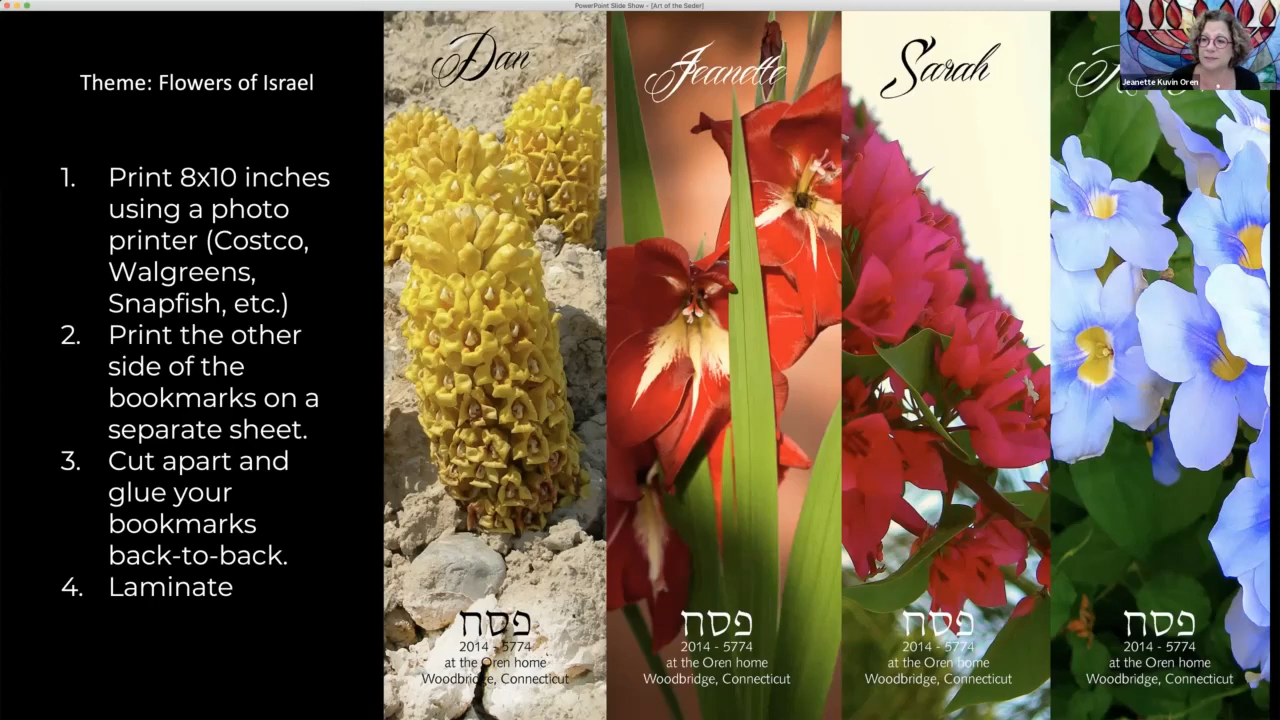 PowerPoint Slide Show - [Art of the Seder]
Theme: Flowers of Israel
1. Print 8x10 inches
using a photo
printer (Costco,
Walgreens,
Snapfish, etc.)
2. Print the other
side of the
bookmarks on a
separate sheet.
3. Cut apart and
glue your
bookmarks
back-to-back.
4. Laminate
Dan
פסח
2014 - 5774
at the Oren home
Woodbridge, Connecticut
Jeanette
פסח
2014 - 5774
at the Oren home
Woodbridge, Connecticut
Sarah
פסח
2014 - 5774
at the Oren home
Woodbridge, Connecticut
פסח
2014 - 5774
at the Oren home
Woodbridge, Connecticut
Jeanette Kuvin Oren